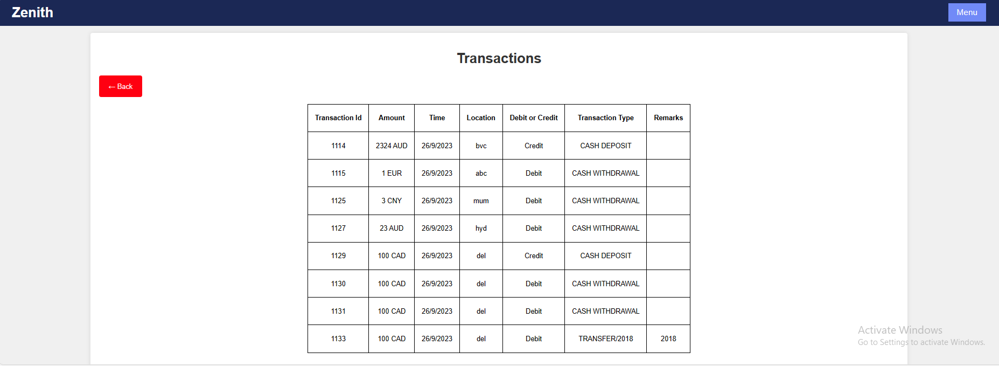 Zenith Menu
Transactions
← Back
Transaction Id Amount Time Location Debit or Credit Transaction Type Remarks
1114 2324 AUD 26/9/2023 bvc Credit CASH DEPOSIT
1115 1 EUR 26/9/2023 abc Debit CASH WITHDRAWAL
1125 3 CNY 26/9/2023 mum Debit CASH WITHDRAWAL
1127 23 AUD 26/9/2023 hyd Debit CASH WITHDRAWAL
1129 100 CAD 26/9/2023 del Credit CASH DEPOSIT
1130 100 CAD 26/9/2023 del Debit CASH WITHDRAWAL
1131 100 CAD 26/9/2023 del Debit CASH WITHDRAWAL
1133 100 CAD 26/9/2023 del Debit TRANSFER/2018 2018
Activate Windows
Go to Settings to activate Windows.